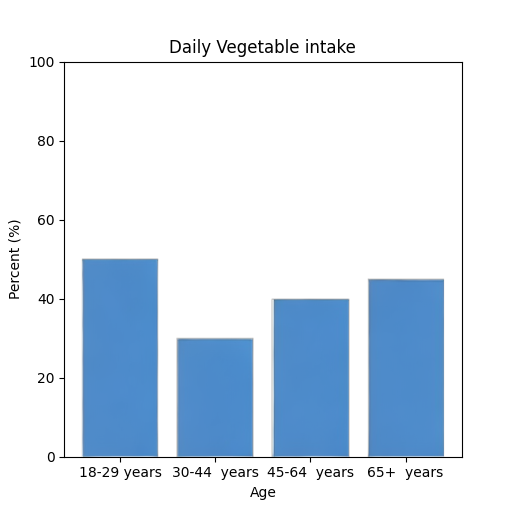 Daily Vegetable intake
100
80
60
40
20
0
Percent (%)
18-29 years 30-44  years 45-64  years 65+  years
Age